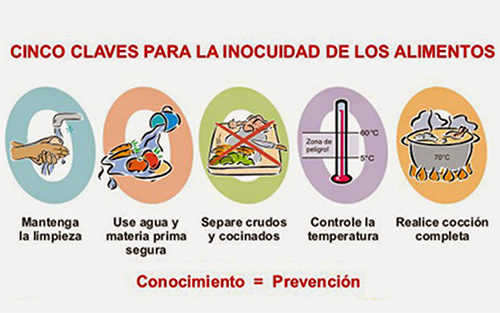 CINCO CLAVES PARA LA INOCUIDAD DE LOS ALIMENTOS
Zona de
peligro!
60°C
5°C
70°C
Mantenga
la limpieza
Use agua y
materia prima
segura
Separe crudos
y cocinados
Controle la
temperatura
Realice cocción
completa
Conocimiento = Prevención